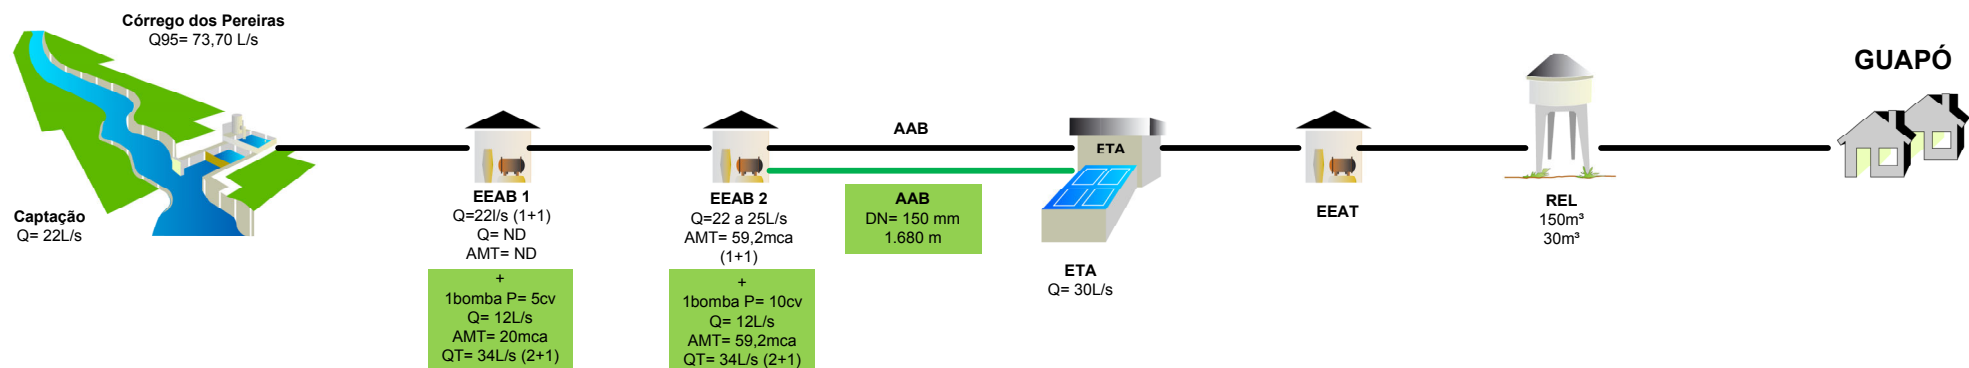 Córrego dos Pereiras
Q95= 73,70 L/s
Captação
Q= 22L/s
EEAB 1
Q=22l/s (1+1)
Q= ND
AMT= ND
+
1bomba P= 5cv
Q= 12L/s
AMT= 20mca
QT= 34L/s (2+1)
EEAB 2
Q=22 a 25L/s
AMT= 59,2mca
(1+1)
+
1bomba P= 10cv
Q= 12L/s
AMT= 59,2mca
QT= 34L/s (2+1)
AAB
AAB
DN= 150 mm
1.680 m
ETA
ETA
Q= 30L/s
EEAT
REL
150m³
30m³
GUAPÓ